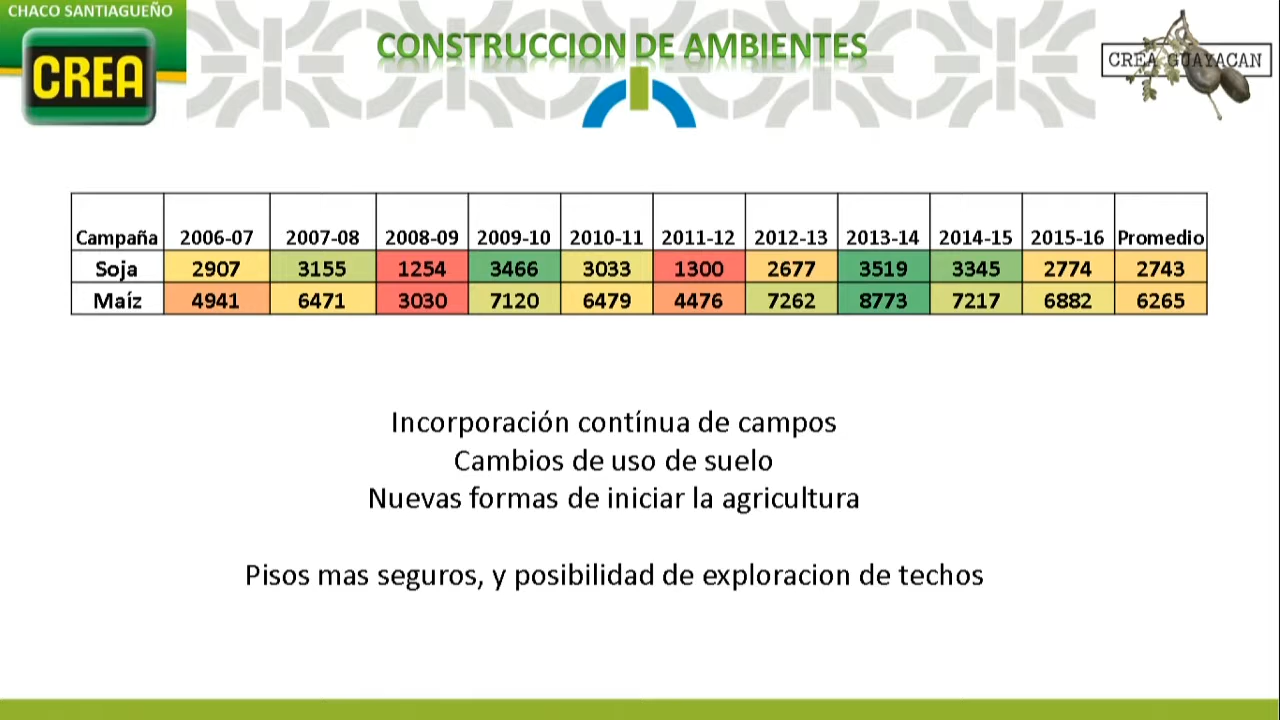 CHACO SANTIAGUEÑO
CREA
CONSTRUCCION DE AMBIENTES
CREA GUAYACAN
Campaña 2006-07 2007-08 2008-09 2009-10 2010-11 2011-12 2012-13 2013-14 2014-15 2015-16 Promedio
Soja 2907 3155 1254 3466 3033 1300 2677 3519 3345 2774 2743
Maíz 4941 6471 3030 7120 6479 4476 7262 8773 7217 6882 6265
Incorporación contínua de campos
Cambios de uso de suelo
Nuevas formas de iniciar la agricultura
Pisos mas seguros, y posibilidad de exploracion de techos